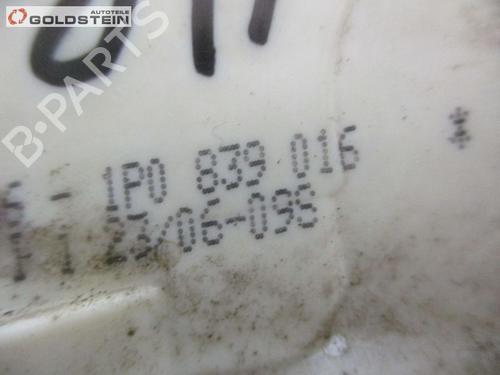 AUTOTEILE
GOLDSTEIN
B-PARTS
- 1P0 839 016
23/06-09S